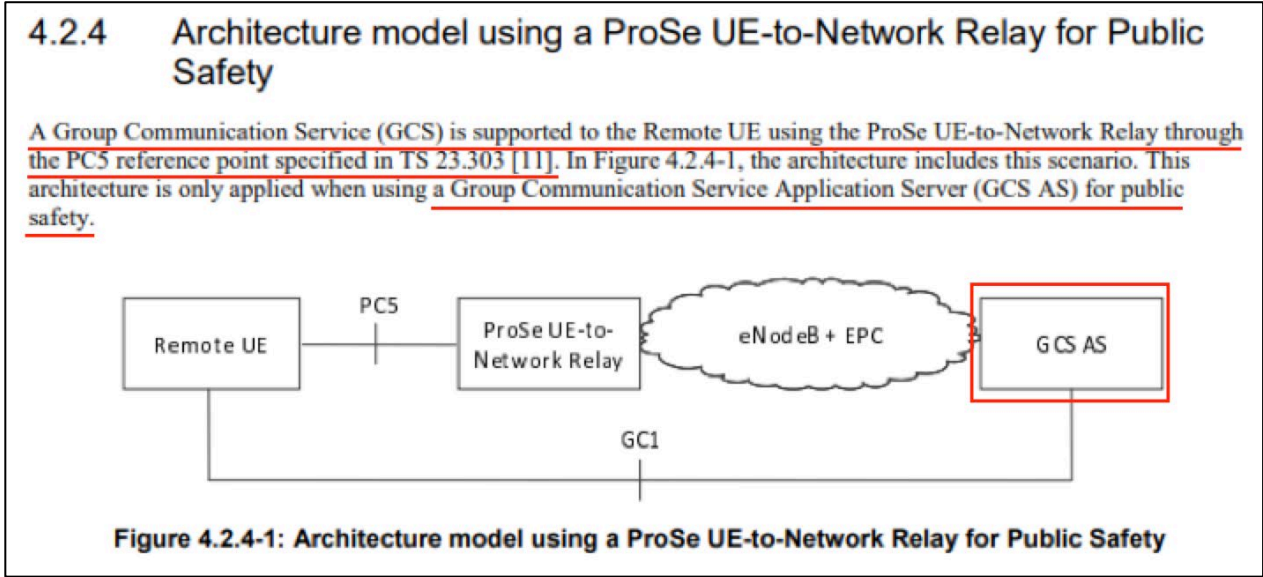 4.2.4 Architecture model using a ProSe UE-to-Network Relay for Public
Safety
A Group Communication Service (GCS) is supported to the Remote UE using the ProSe UE-to-Network Relay through
the PC5 reference point specified in TS 23.303 [11]. In Figure 4.2.4-1, the architecture includes this scenario. This
architecture is only applied when using a Group Communication Service Application Server (GCS AS) for public
safety.
PC5
Remote UE
ProSe UE-to-
Network Relay
eNodeB + EPC
GCS AS
GC1
Figure 4.2.4-1: Architecture model using a ProSe UE-to-Network Relay for Public Safety